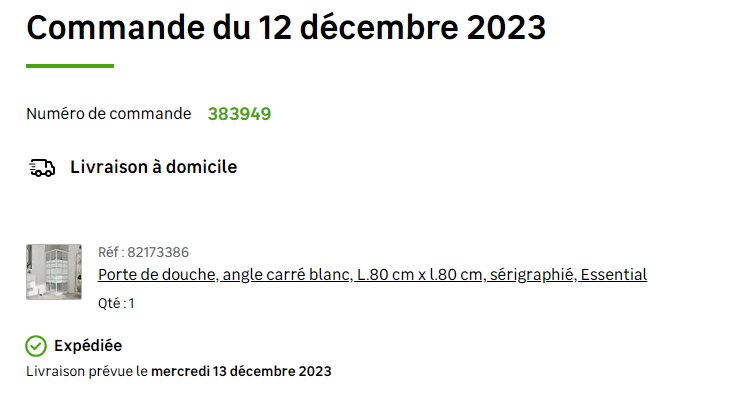 Commande du 12 décembre 2023
Numéro de commande 383949
Livraison à domicile
Réf : 82173386
Porte de douche, angle carré blanc, L.80 cm x l.80 cm, sérigraphié, Essential
Qté : 1
Expédiée
Livraison prévue le mercredi 13 décembre 2023